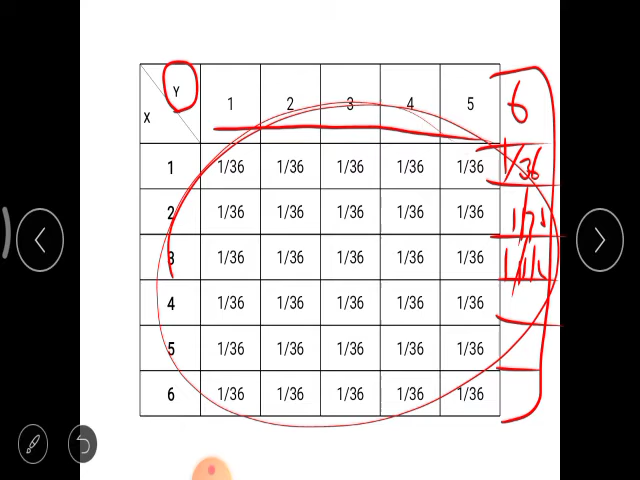 Y
X 1 2 3 4 5 6
1 1/36 1/36 1/36 1/36 1/36 1/36
2 1/36 1/36 1/36 1/36 1/36
3 1/36 1/36 1/36 1/36 1/36
4 1/36 1/36 1/36 1/36 1/36
5 1/36 1/36 1/36 1/36 1/36
6 1/36 1/36 1/36 1/36 1/36